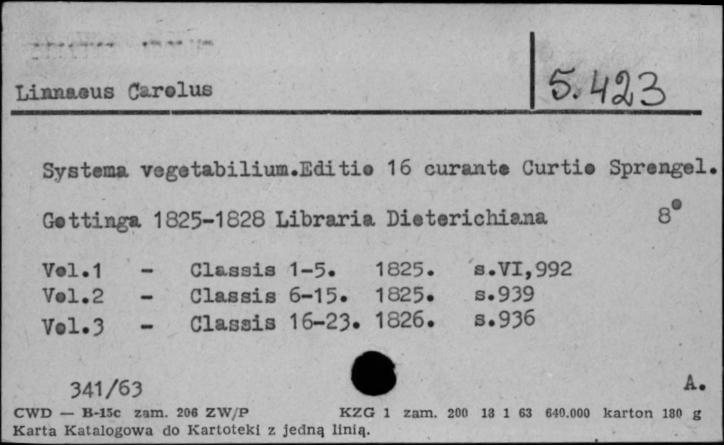 Linnaeus Carolus
5.423
Systema vegetabilium.Editio 16 curante Curtio Sprengel.
Gottinga 1825-1828 Libraria Dieterichiana 8°
Vol.1 - Classis 1-5. 1825. s.VI,992
Vol.2 - Classis 6-15. 1825. s.939
Vol.3 - Classis 16-23. 1826. s.936
341/63
A.
CWD — B-15c zam. 206 ZW/P KZG 1 zam. 200 18 1 63 640.000 karton 180 g
Karta Katalogowa do Kartoteki z jedną linią.